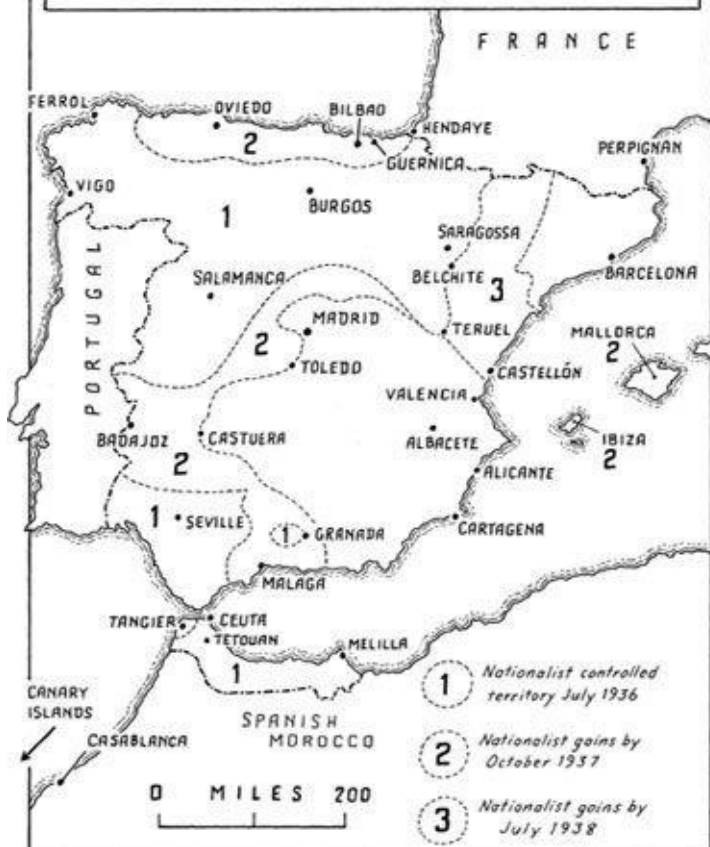 FRANCE
FERROL
OVIEDO
BILBAO
HENDAYE
2
GUERNICA
PERPIGNAN
VIGO
BURGOS
1
SARAGOSSA
BELCHITE
BARCELONA
SALAMANCA
3
PORTUGAL
MADRID
TERUEL
MALLORCA
2
2
TOLEDO
CASTELLÓN
VALENCIA
BADAJOZ
CASTUERA
ALBACETE
IBIZA
2
2
ALICANTE
1
SEVILLE
1
GRANADA
CARTAGENA
MALAGA
TANGIER
CEUTA
TETOUAN
MELILLA
1
CANARY
ISLANDS
CASABLANCA
SPANISH
MOROCCO
0 MILES 200
1 Nationalist controlled
territory July 1936
2 Nationalist gains by
October 1937
3 Nationalist gains by
July 1938